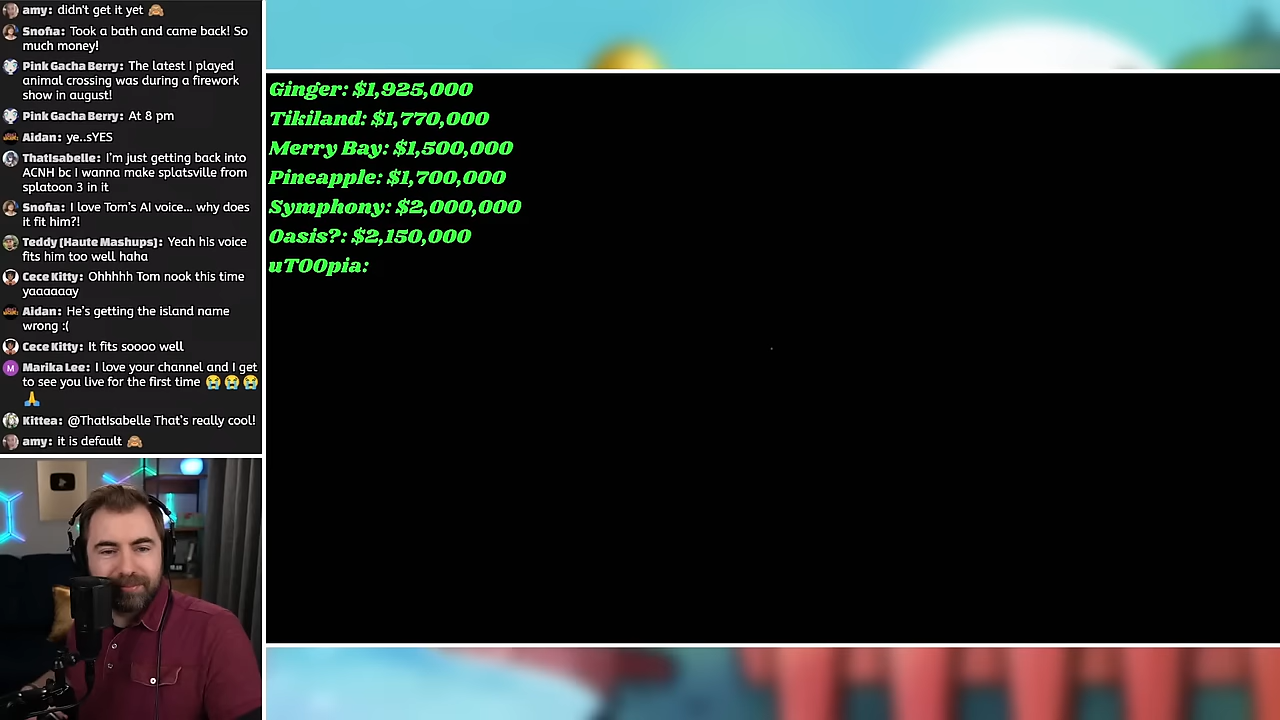 amy: didn't get it yet 🙈
Snofia: Took a bath and came back! So
much money!
Pink Gacha Berry: The latest I played
animal crossing was during a firework
show in august!
Pink Gacha Berry: At 8 pm
Aidan: ye..sYES
ThatIsabelle: I'm just getting back into
ACNH bc I wanna make splatsville from
splatoon 3 in it
Snofia: I love Tom's AI voice... why does
it fit him?!
Teddy (Haute Mashups): Yeah his voice
fits him too well haha
Cece Kitty: Ohhhhh Tom nook this time
yaaaaaay
Aidan: He's getting the island name
wrong :(
Cece Kitty: It fits soooo well
M
Marika Lee: I love your channel and I get
to see you live for the first time 😭😭😭
🙏
Kittea: @ThatIsabelle That's really cool!
amy: it is default 🙈
Ginger: $1,925,000
Tikiland: $1,770,000
Merry Bay: $1,500,000
Pineapple: $1,700,000
Symphony: $2,000,000
Oasis?: $2,150,000
uTOOpia: